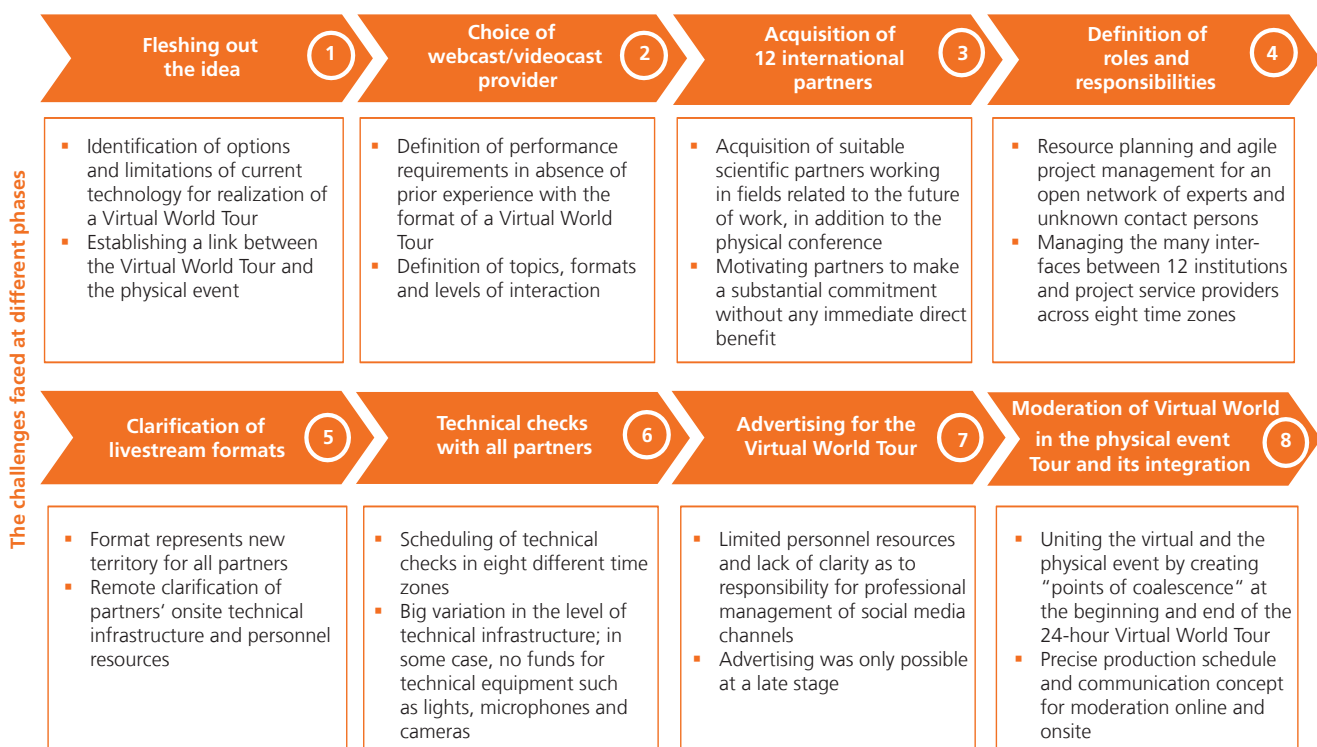 The challenges faced at different phases
Fleshing out
the idea
1
Choice of
webcast/videocast
provider
2
Acquisition of
12 international
partners
3
Definition of
roles and
responsibilities
4
▪ Identification of options
and limitations of current
technology for realization of
a Virtual World Tour
▪ Establishing a link between
the Virtual World Tour and
the physical event
▪ Definition of performance
requirements in absence of
prior experience with the
format of a Virtual World
Tour
▪ Definition of topics, formats
and levels of interaction
▪ Acquisition of suitable
scientific partners working
in fields related to the future
of work, in addition to the
physical conference
▪ Motivating partners to make
a substantial commitment
without any immediate direct
benefit
▪ Resource planning and agile
project management for an
open network of experts and
unknown contact persons
▪ Managing the many inter-
faces between 12 institutions
and project service providers
across eight time zones
Clarification of
livestream formats
5
Technical checks
with all partners
6
Advertising for the
Virtual World Tour
7
Moderation of Virtual World
in the physical event
Tour and its integration
8
▪ Format represents new
territory for all partners
▪ Remote clarification of
partners‘ onsite technical
infrastructure and personnel
resources
▪ Scheduling of technical
checks in eight different time
zones
▪ Big variation in the level of
technical infrastructure; in
some case, no funds for
technical equipment such
as lights, microphones and
cameras
▪ Limited personnel resources
and lack of clarity as to
responsibility for professional
management of social media
channels
▪ Advertising was only possible
at a late stage
▪ Uniting the virtual and the
physical event by creating
“points of coalescence“ at
the beginning and end of the
24-hour Virtual World Tour
▪ Precise production schedule
and communication concept
for moderation online and
onsite